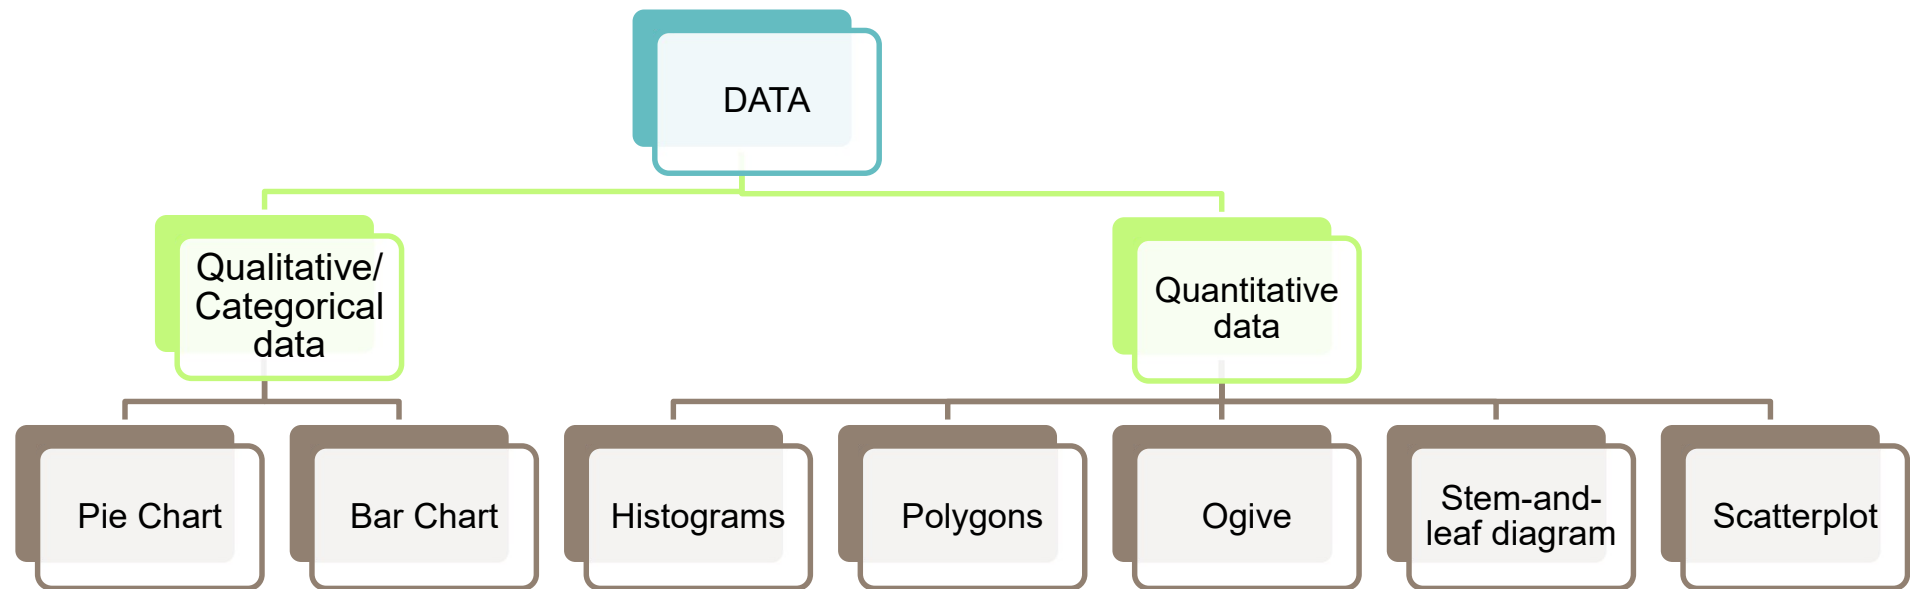 DATA
Qualitative/
Categorical
data
Quantitative
data
Pie Chart
Bar Chart
Histograms
Polygons
Ogive
Stem-and-
leaf diagram
Scatterplot